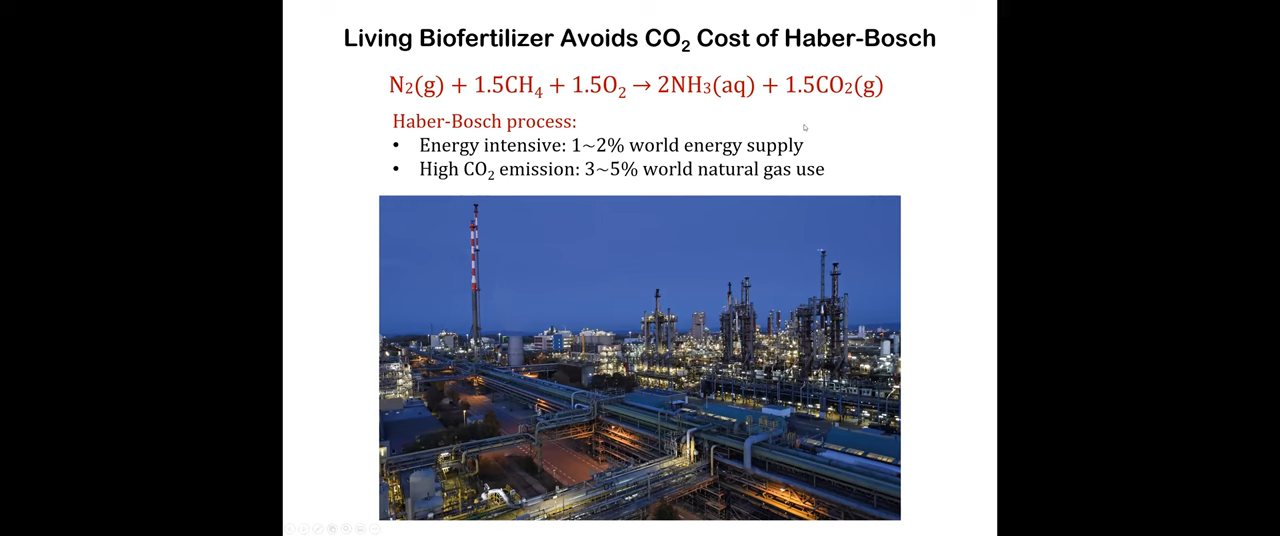 Living Biofertilizer Avoids CO₂ Cost of Haber-Bosch
N₂(g) + 1.5CH₄ + 1.5O₂ → 2NH₃(aq) + 1.5CO₂(g)
Haber-Bosch process:
• Energy intensive: 1~2% world energy supply
• High CO₂ emission: 3~5% world natural gas use